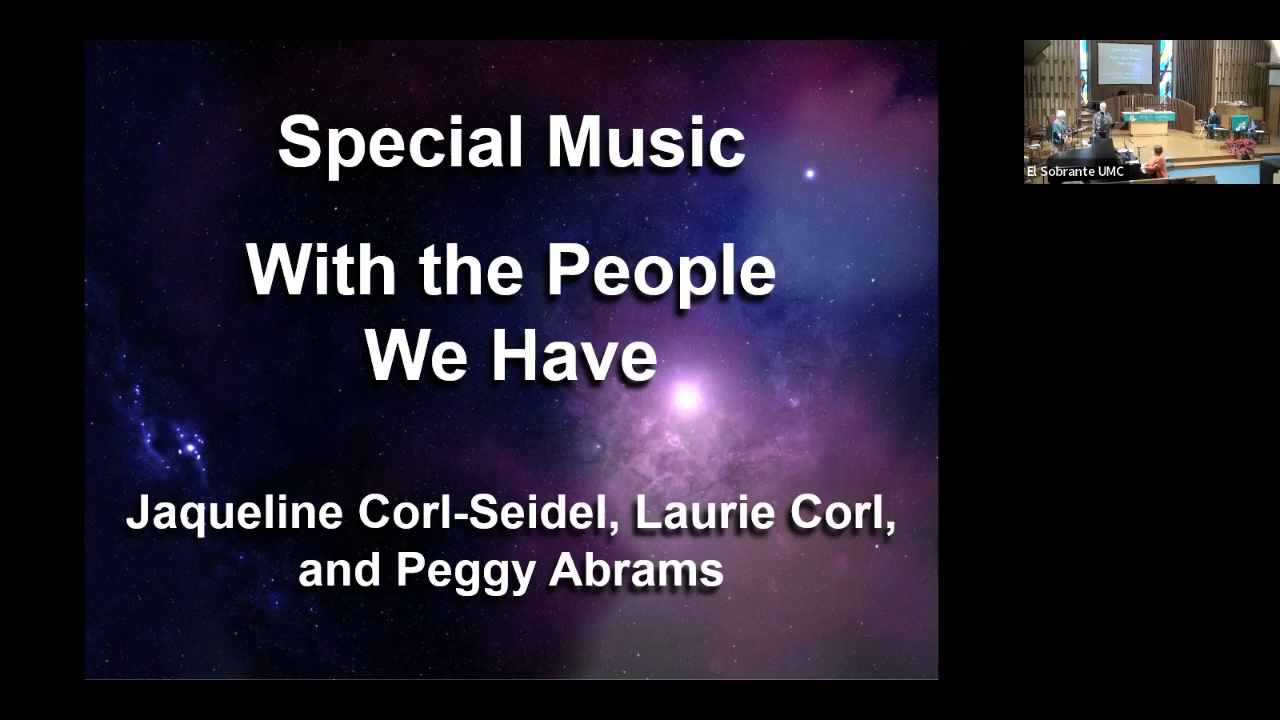 Special Music
With the People
We Have
Jaqueline Corl-Seidel, Laurie Corl,
and Peggy Abrams
El Sobrante UMC